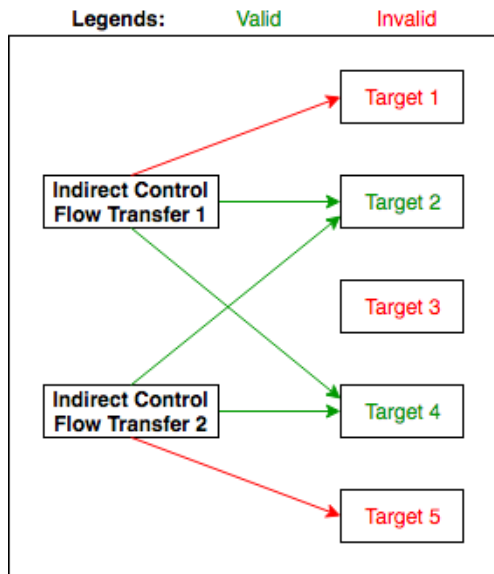 Legends: Valid Invalid
Target 1
Indirect Control
Flow Transfer 1
Target 2
Target 3
Indirect Control
Flow Transfer 2
Target 4
Target 5